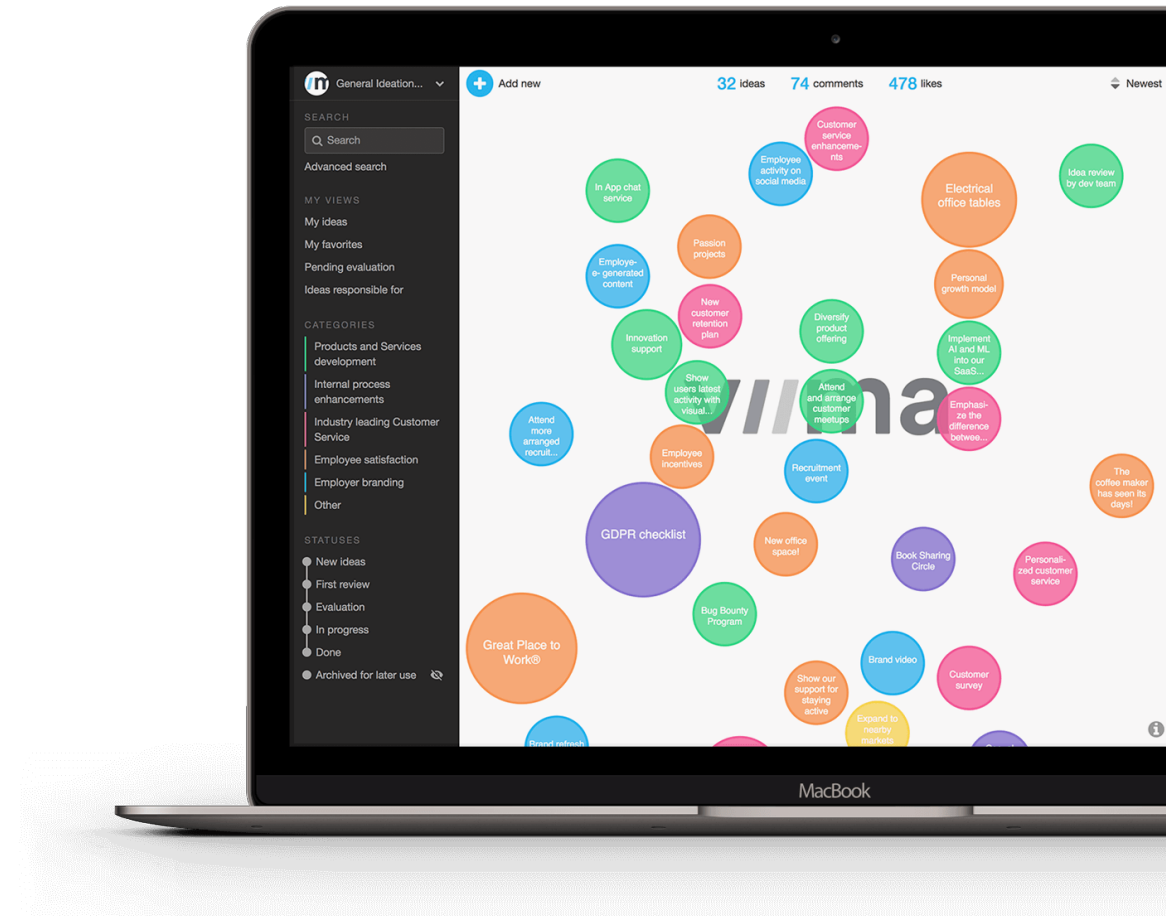 General Ideation...
Add new
32 ideas
74 comments
478 likes
Newest
SEARCH
Search
Advanced search
MY VIEWS
My ideas
My favorites
Pending evaluation
Ideas responsible for
CATEGORIES
Products and Services
development
Internal process
enhancements
Industry leading Customer
Service
Employee satisfaction
Employer branding
Other
STATUSES
New ideas
First review
Evaluation
In progress
Done
Archived for later use
Customer
service
enhanceme-
nts
Employee
activity on
social media
In App chat
service
Electrical
office tables
Idea review
by dev team
Passion
projects
Employe-
e- generated
content
Personal
growth model
New
customer
retention
plan
Innovation
support
Diversify
product
offering
Implement
AI and ML
into our
SaaS...
Show
users latest
activity with
visual...
Attend
and arrange
customer
meetups
viima
Emphasi-
ze the
difference
betwee...
Attend
more
arranged
recruit...
Employee
incentives
Recruitment
event
The
coffee maker
has seen its
days!
GDPR checklist
New office
space!
Book Sharing
Circle
Personali-
zed customer
service
Bug Bounty
Program
Great Place to
Work®
Brand video
Customer
survey
Show our
support for
staying
active
Expand to
nearby
markets
Brand refresh
MacBook